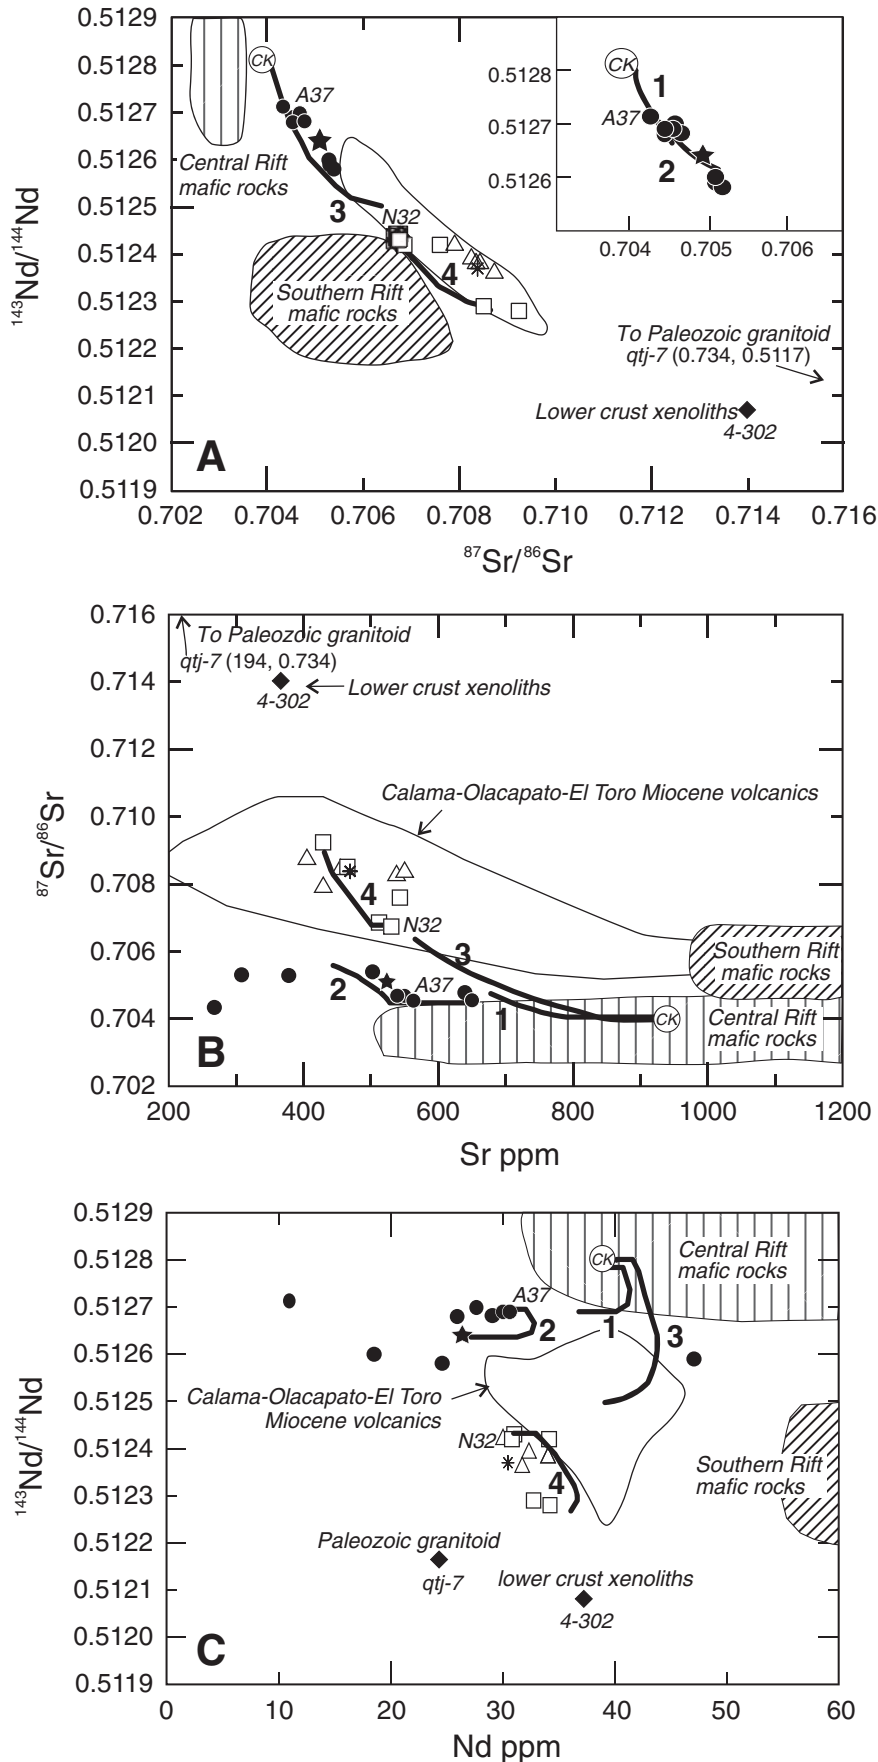 0.5129
0.5128
0.5127
0.5126
0.5125
0.5124
0.5123
0.5122
0.5121
0.5120
0.5119
143Nd/144Nd
CK
A37
Central Rift
mafic rocks
3
N32
4
Southern Rift
mafic rocks
0.5128
0.5127
0.5126
CK
1
A37
2
0.704 0.705 0.706
To Paleozoic granitoid
qtj-7 (0.734, 0.5117)
Lower crust xenoliths
4-302
A
0.702 0.704 0.706 0.708 0.710 0.712 0.714 0.716
87Sr/86Sr
0.716
0.714
0.712
0.710
0.708
0.706
0.704
0.702
87Sr/86Sr
To Paleozoic granitoid
qtj-7 (194, 0.734)
Lower crust xenoliths
4-302
Calama-Olacapato-El Toro Miocene volcanics
4
N32
3
Southern Rift
mafic rocks
2
A37
1
CK
Central Rift
mafic rocks
B
200 400 600 800 1000 1200
Sr ppm
0.5129
0.5128
0.5127
0.5126
0.5125
0.5124
0.5123
0.5122
0.5121
0.5120
0.5119
143Nd/144Nd
CK
Central Rift
mafic rocks
A37
2
1
3
Calama-Olacapato-El Toro
Miocene volcanics
N32
4
Southern Rift
mafic rocks
Paleozoic granitoid
qtj-7
lower crust xenoliths
4-302
C
0 10 20 30 40 50 60
Nd ppm